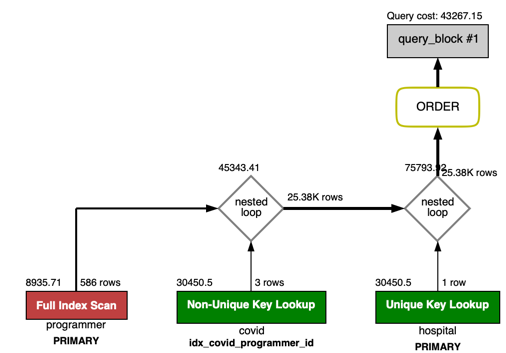 Query cost: 43267.15
query_block #1
ORDER
45343.41
75793.92
25.38K rows
25.38K rows
nested
loop
nested
loop
8935.71
586 rows
30450.5
3 rows
30450.5
1 row
Full Index Scan
Non-Unique Key Lookup
Unique Key Lookup
programmer
covid
hospital
PRIMARY
idx_covid_programmer_id
PRIMARY